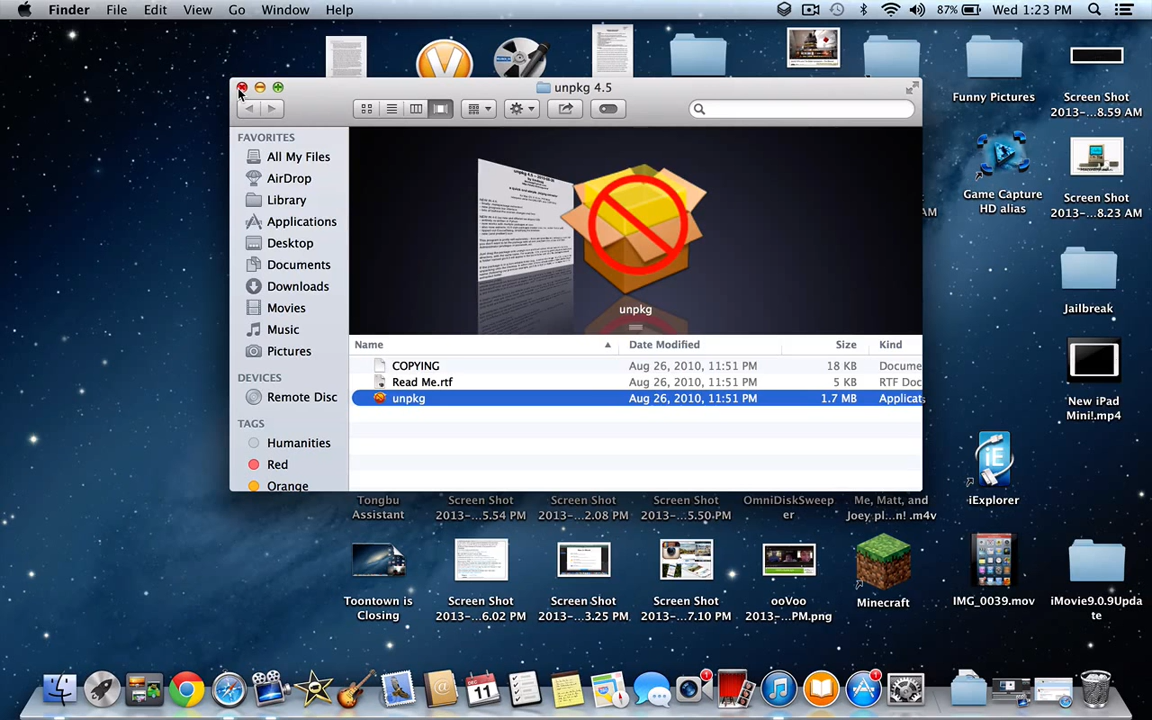 Finder File Edit View Go Window Help 87% Wed 1:23 PM
unpkg 4.5
FAVORITES
All My Files
AirDrop
Library
Applications
Desktop
Documents
Downloads
Movies
Music
Pictures
DEVICES
Remote Disc
TAGS
Humanities
Red
Orange
unpkg
Name Date Modified Size Kind
COPYING Aug 26, 2010, 11:51 PM 18 KB Docume
Read Me.rtf Aug 26, 2010, 11:51 PM 5 KB RTF Doc
unpkg Aug 26, 2010, 11:51 PM 1.7 MB Applicat
Funny Pictures
Screen Shot
2013-...8.59 AM
Game Capture
HD alias
Screen Shot
2013-...8.23 AM
AM
Jailbreak
New iPad
Mini!.mp4
iExplorer
Tongbu
Assistant
Screen Shot
2013-...5.54 PM
Screen Shot
2013-...2.08 PM
Screen Shot
2013-...5.50.PM
OmniDiskSweep
er
Me, Matt, and
Joey pl...n! .m4v
Toontown is
Closing
Screen Shot
2013-...6.02 PM
Screen Shot
2013-...3.25 PM
Screen Shot
2013-...7.10 PM
ooVoo
2013-...PM.png
Minecraft
IMG_0039.mov
iMovie9.0.9Upda
te
iE
DEC
11
1
1